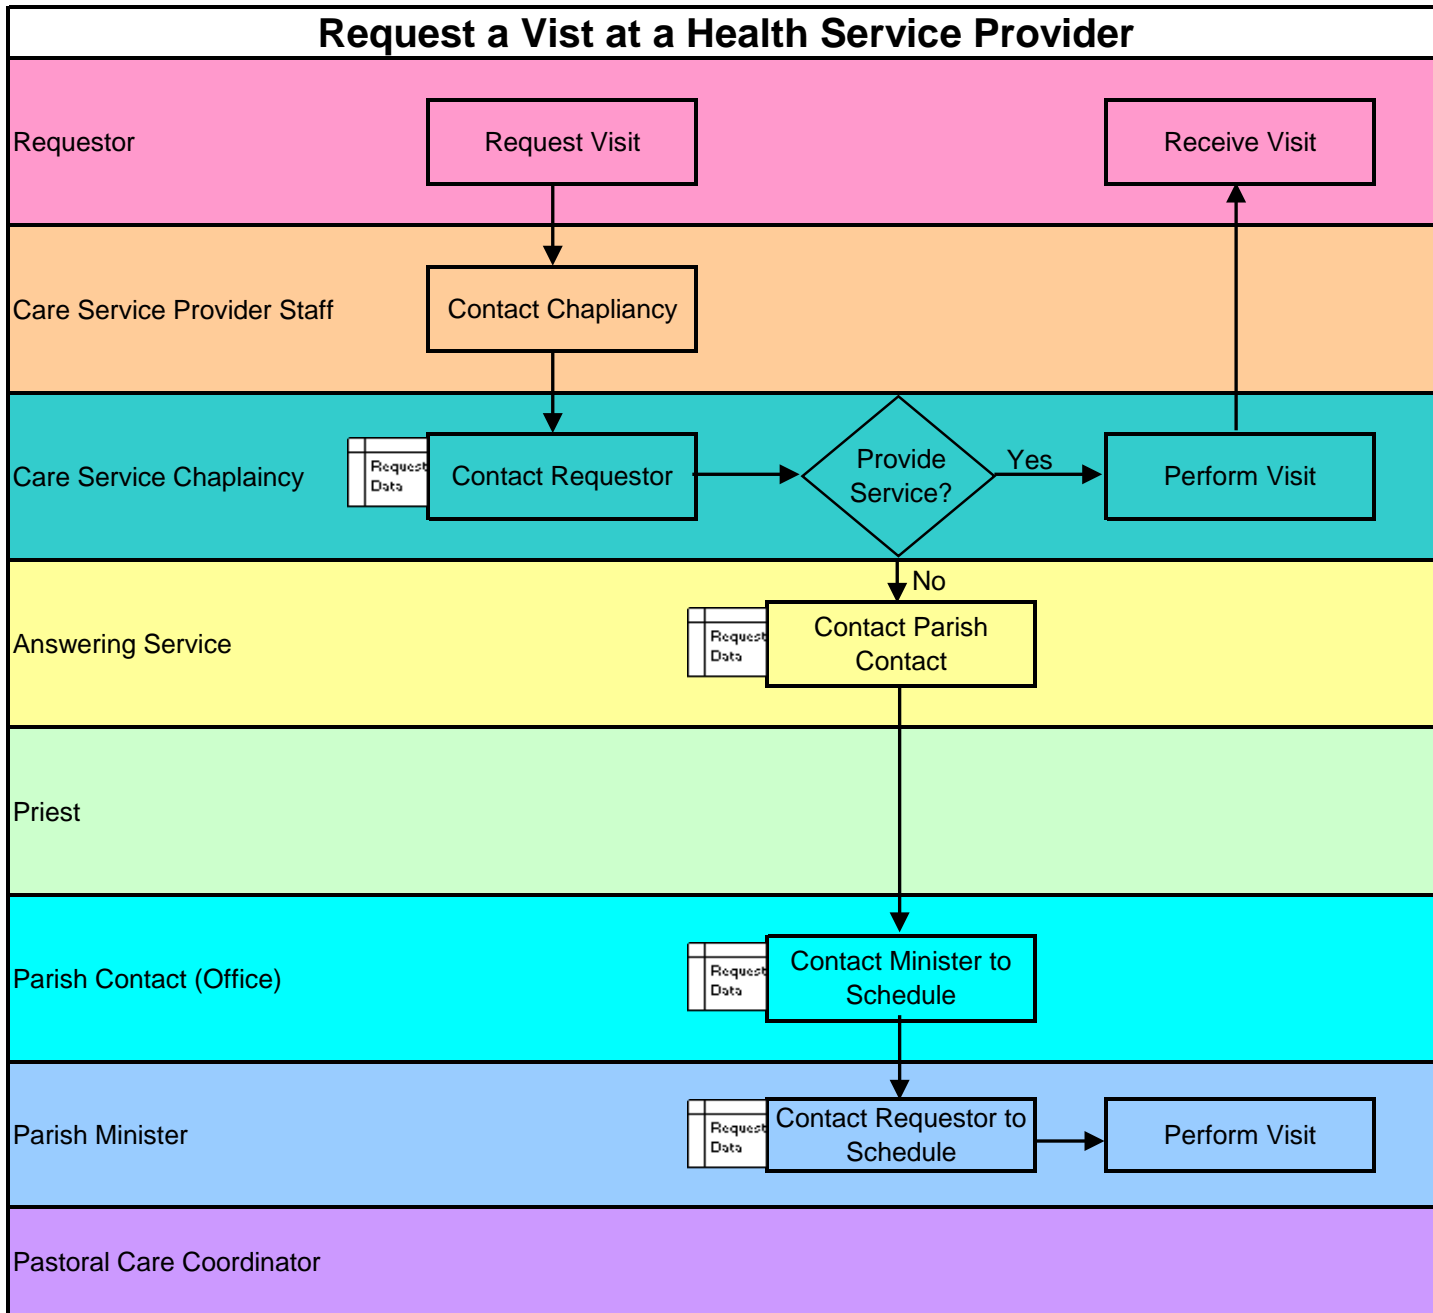 Request a Vist at a Health Service Provider
Requestor
Request Visit
Receive Visit
Care Service Provider Staff
Contact Chapliancy
Care Service Chaplaincy
Request
Data
Contact Requestor
Provide
Service?
Yes
Perform Visit
No
Answering Service
Request
Data
Contact Parish
Contact
Priest
Parish Contact (Office)
Request
Data
Contact Minister to
Schedule
Parish Minister
Request
Data
Contact Requestor to
Schedule
Perform Visit
Pastoral Care Coordinator